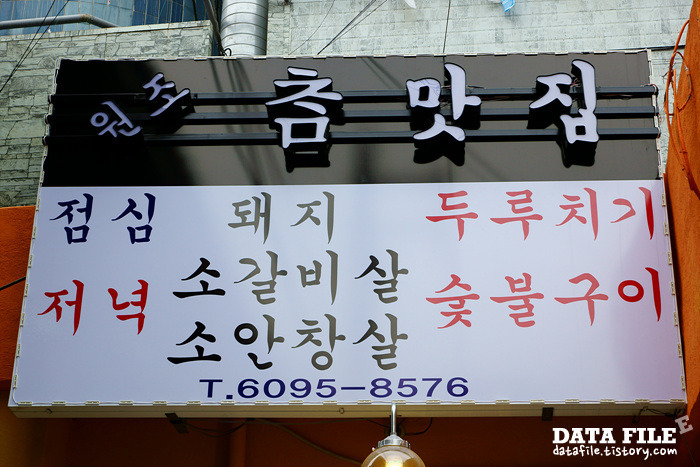 원조 츰 맛 집
점심 돼지 두루치기
저녁 소갈비살 숯불구이
소안창살
T.6095-8576
DATA FILE
datafile.tistory.com